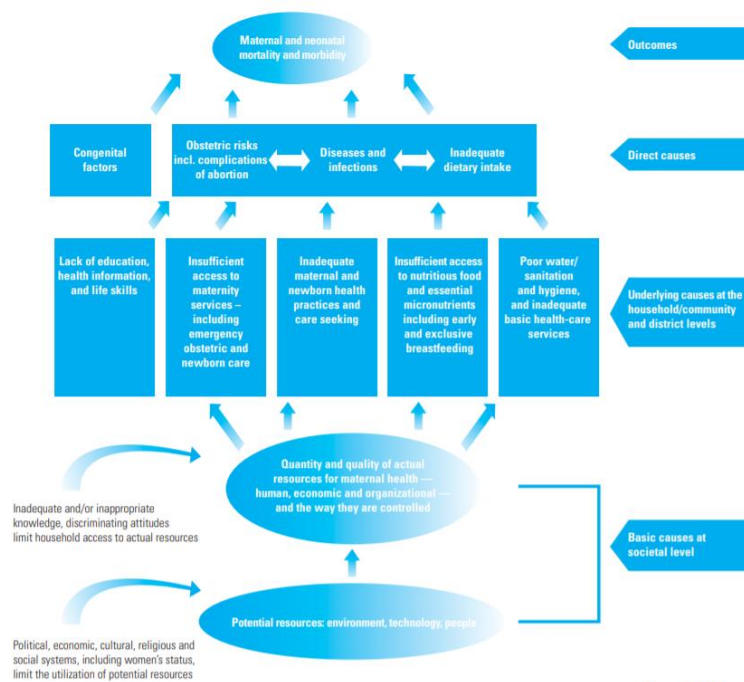 Maternal and neonatal
mortality and morbidity
Outcomes
Congenital
factors
Obstetric risks
incl. complications
of abortion
Diseases and
infections
Inadequate
dietary intake
Direct causes
Lack of education,
health information,
and life skills
Insufficient
access to
maternity
services –
including
emergency
obstetric and
newborn care
Inadequate
maternal and
newborn health
practices and
care seeking
Insufficient access
to nutritious food
and essential
micronutrients
including early
and exclusive
breastfeeding
Poor water/
sanitation
and hygiene,
and inadequate
basic health-care
services
Underlying causes at the
household/community
and district levels
Quantity and quality of actual
resources for maternal health —
human, economic and organizational —
and the way they are controlled
Inadequate and/or inappropriate
knowledge, discriminating attitudes
limit household access to actual resources
Basic causes at
societal level
Potential resources: environment, technology, people
Political, economic, cultural, religious and
social systems, including women's status,
limit the utilization of potential resources